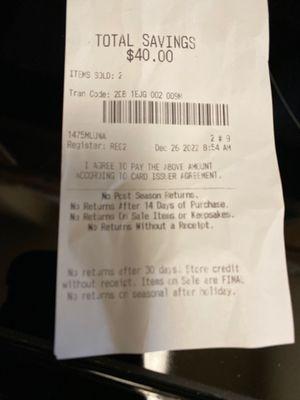 TOTAL SAVINGS
$40.00
ITEMS SOLD: 2
Tran Code: 2CB 1EJG 002 009M
1475MLUNA 2 # 9
Register: REG2 Dec 26 2022 8:54 AM
I AGREE TO PAY THE ABOVE AMOUNT
ACCORDING TO CARD ISSUER AGREEMENT.
No Post Season Returns.
No Returns After 14 Days of Purchase.
No Returns On Sale Items or Keepsakes.
No Returns Without a Receipt.
No returns after 30 days. Store credit
without receipt. Items on Sale are FINAL
No returns on seasonal after holiday.